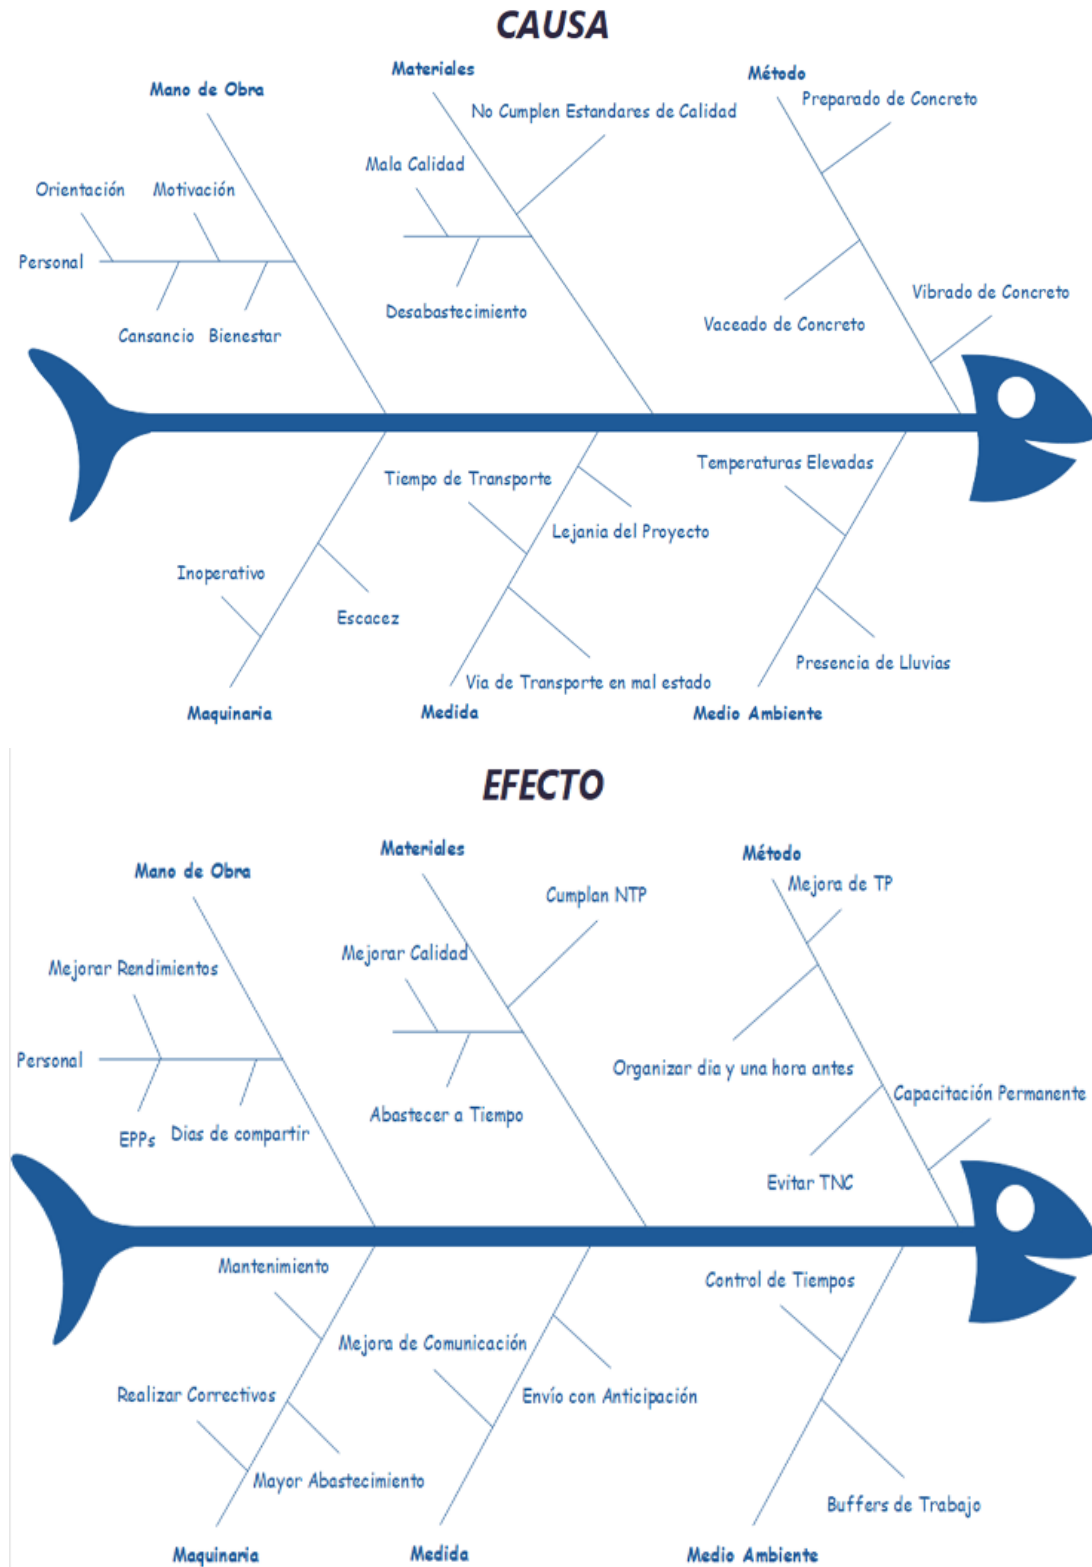 CAUSA
Materiales
Método
Mano de Obra
Preparado de Concreto
No Cumplen Estandares de Calidad
Mala Calidad
Orientación
Motivación
Personal
Vibrado de Concreto
Desabastecimiento
Vaceado de Concreto
Cansancio
Bienestar
Temperaturas Elevadas
Tiempo de Transporte
Lejania del Proyecto
Inoperativo
Escacez
Presencia de Lluvias
Via de Transporte en mal estado
Maquinaria
Medida
Medio Ambiente
EFECTO
Materiales
Método
Mano de Obra
Mejora de TP
Cumplan NTP
Mejorar Calidad
Mejorar Rendimientos
Personal
Organizar dia y una hora antes
Capacitación Permanente
Abastecer a Tiempo
EPPs
Dias de compartir
Evitar TNC
Mantenimiento
Control de Tiempos
Mejora de Comunicación
Realizar Correctivos
Envío con Anticipación
Mayor Abastecimiento
Buffers de Trabajo
Maquinaria
Medida
Medio Ambiente